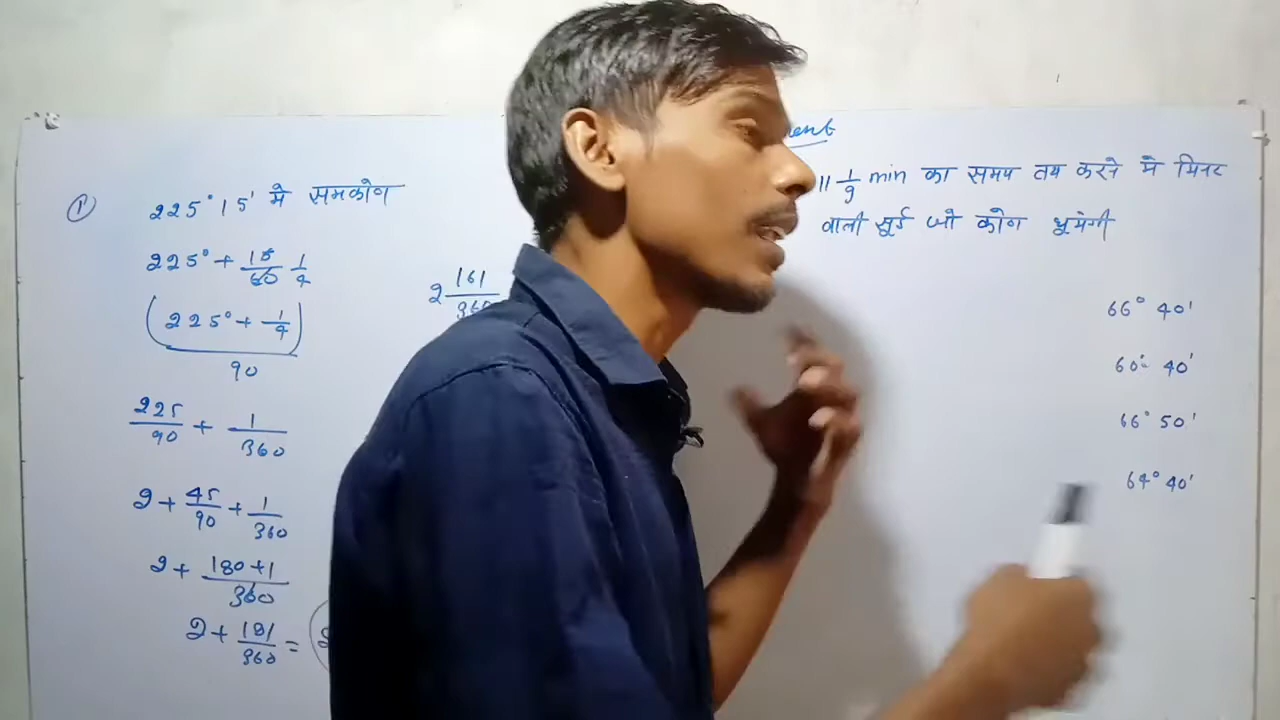 ① 225°15' मे समकोण
225° + 15/60 1/4
(225° + 1/4)
90
225/90 + 1/360
2 + 45/90 + 1/360
2 + 180+1/360
2 + 181/360 =
2 161/360
11 1/9 min का समय तय करने मे मिनट
वाली सूई जो कोण घूमेगी
66° 40'
60° 40'
66° 50'
64° 40'